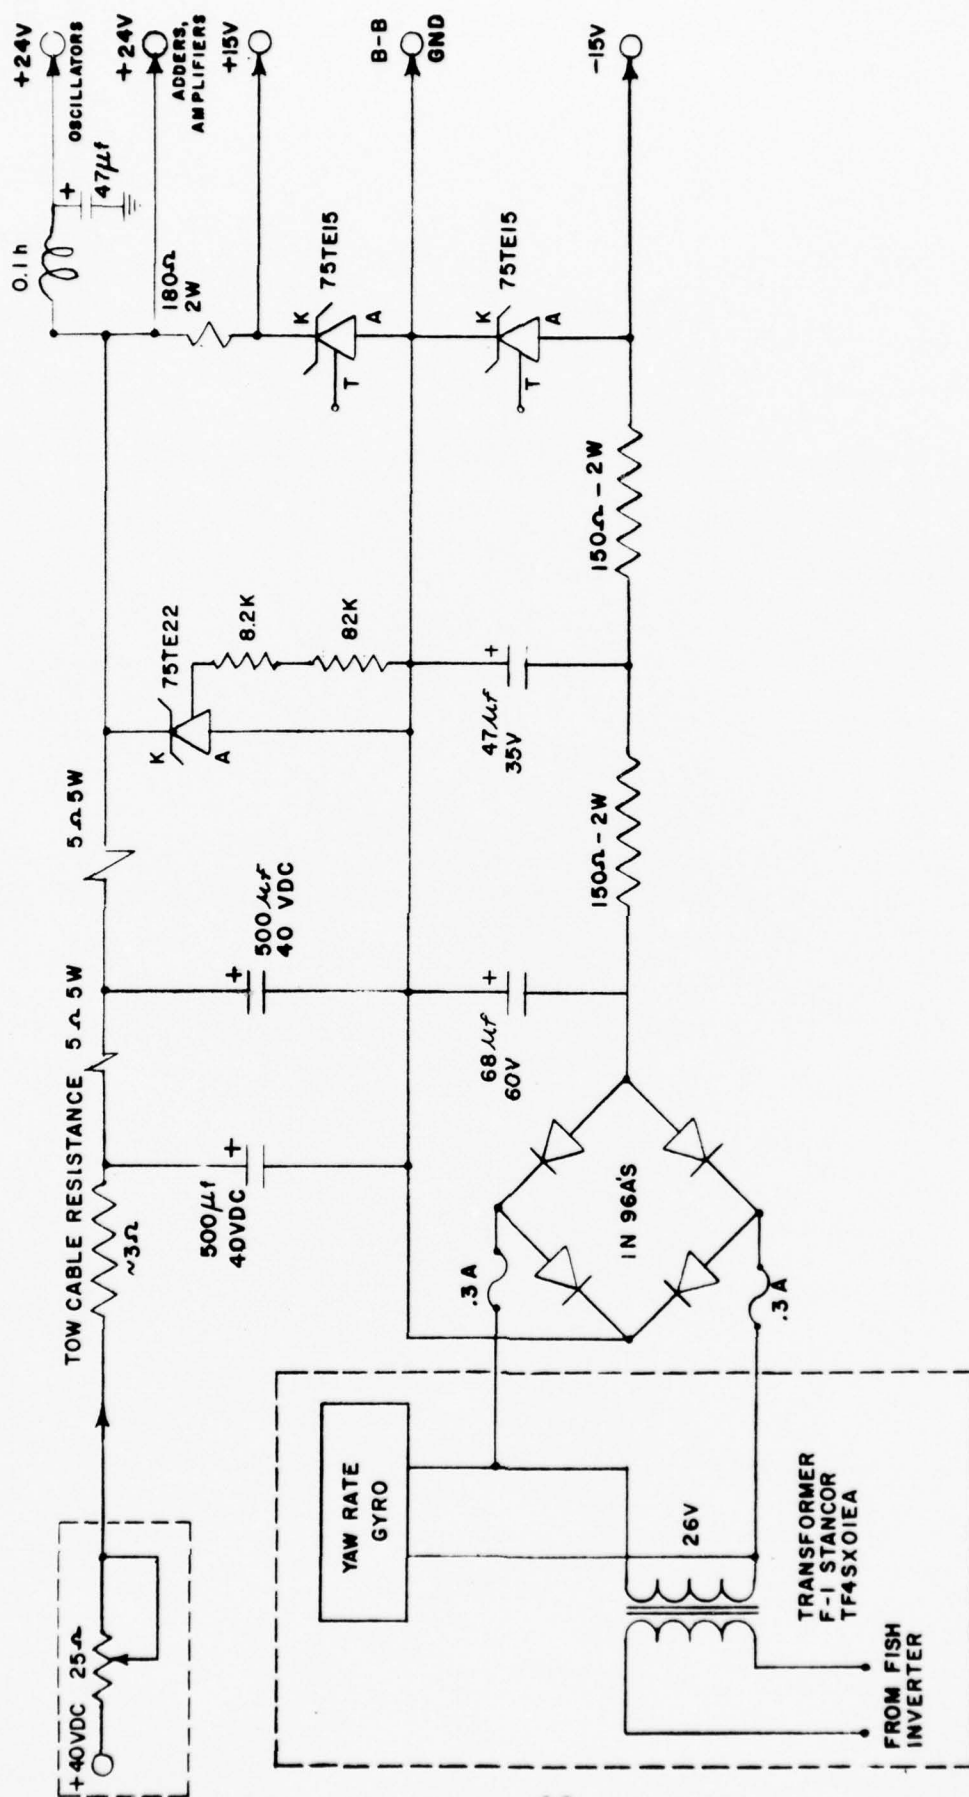 +40VDC
25Ω
TOW CABLE RESISTANCE
~3Ω
5Ω 5W
5Ω 5W
500µf
40VDC
+
500µf
40 VDC
+
K
75TE22
A
8.2K
82K
0.1 h
+
47µf
+24V
OSCILLATORS
+24V
ADDERS,
AMPLIFIERS
180Ω
2W
+15V
K
75TE15
A
T
B-B
GND
K
75TE15
A
T
-15V
68µf
60V
+
47µf
35V
+
150Ω-2W
150Ω-2W
.3A
1N 96A'S
.3A
YAW RATE
GYRO
26V
TRANSFORMER
F-1 STANCOR
TF4SX01EA
FROM FISH
INVERTER